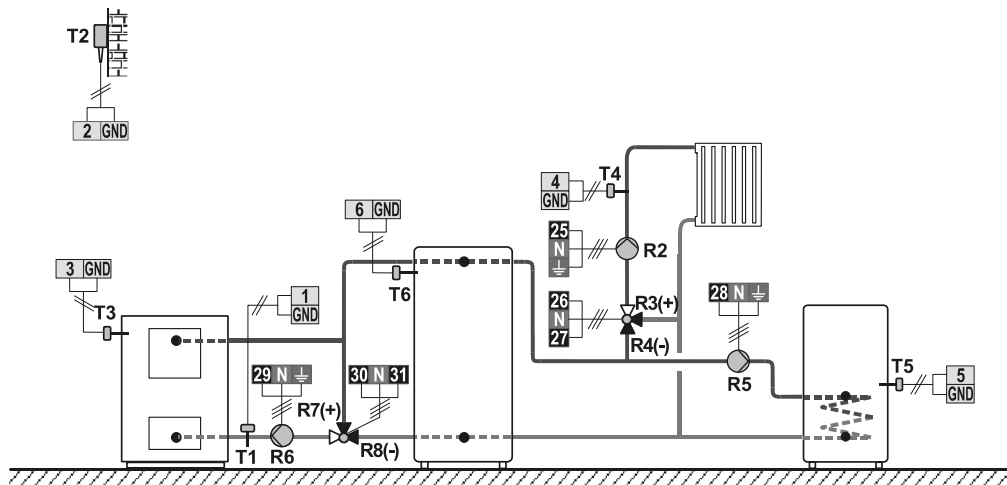 T2
2 GND
4
GND
T4
6 GND
25
N
R2
3 GND
T3
1
GND
T6
26
N
27
R3(+)
R4(-)
28 N
29 N
30 N 31
R5
T5
5
GND
R7(+)
T1
R6
R8(-)